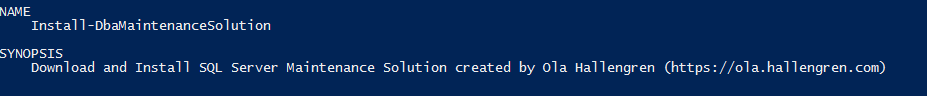 NAME
Install-DbaMaintenanceSolution
SYNOPSIS
Download and Install SQL Server Maintenance Solution created by Ola Hallengren (https://ola.hallengren.com)